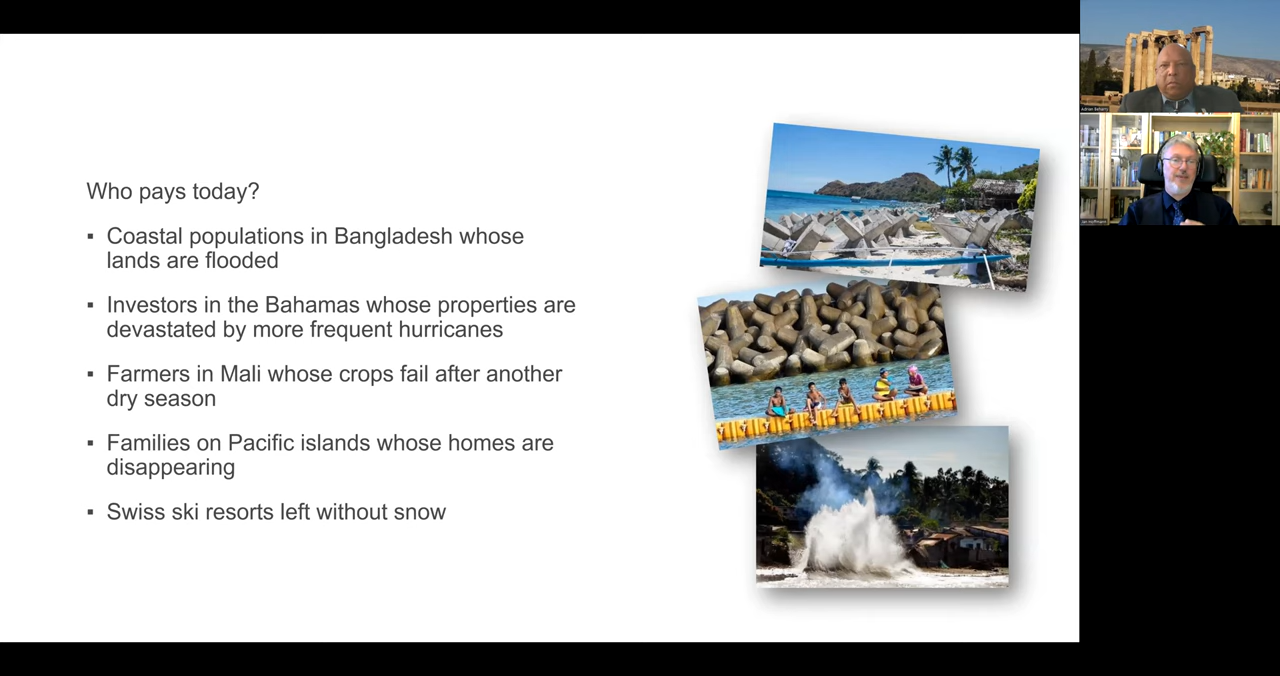 Who pays today?
▪ Coastal populations in Bangladesh whose
lands are flooded
▪ Investors in the Bahamas whose properties are
devastated by more frequent hurricanes
▪ Farmers in Mali whose crops fail after another
dry season
▪ Families on Pacific islands whose homes are
disappearing
▪ Swiss ski resorts left without snow